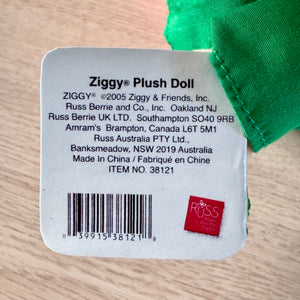 Ziggy® Plush Doll
ZIGGY® ©2005 Ziggy & Friends, Inc.
Russ Berrie and Co., Inc. Oakland NJ
Russ Berrie UK LTD. Southampton SO40 9RB
Amram's Brampton, Canada L6T 5M1
Russ Australia PTY Ltd.,
Banksmeadow, NSW 2019 Australia
Made In China / Fabriqué en Chine
ITEM NO. 38121
RUSS
0 39915 38121 8